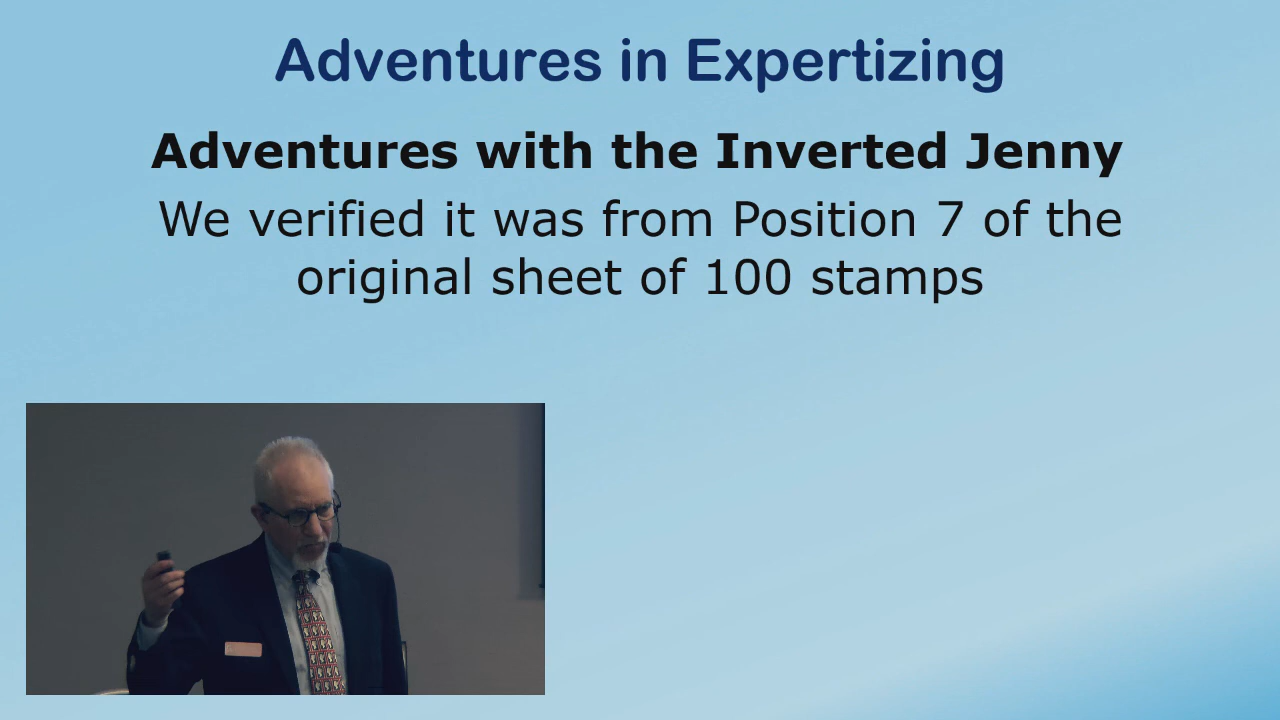 Adventures in Expertizing
Adventures with the Inverted Jenny
We verified it was from Position 7 of the
original sheet of 100 stamps